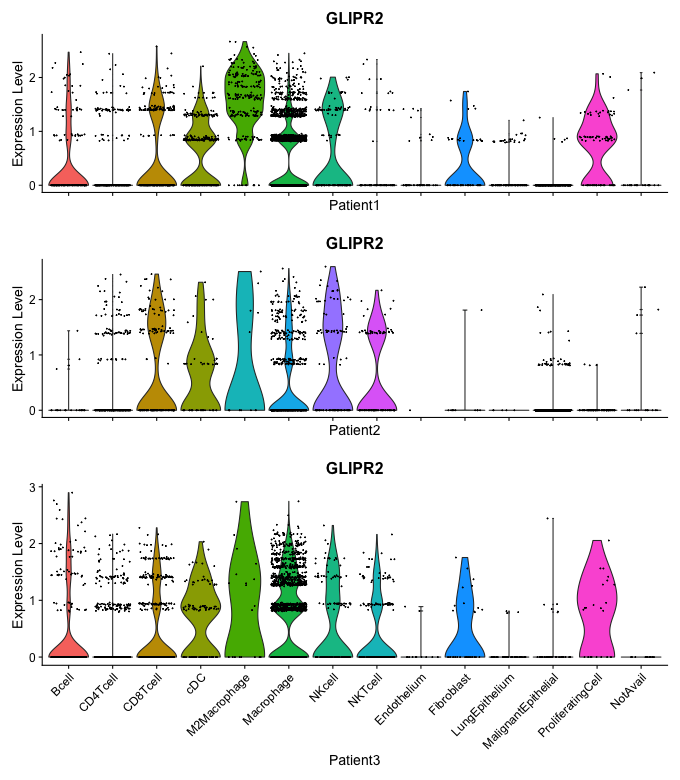 GLIPR2
Expression Level
2
1
0
Patient1
GLIPR2
Expression Level
2
1
0
Patient2
GLIPR2
Expression Level
3
2
1
0
Bcell
CD4Tcell
CD8Tcell
cDC
M2Macrophage
Macrophage
NKcell
NKTcell
Endothelium
Fibroblast
LungEpithelium
MalignantEpithelial
ProliferatingCell
NotAvail
Patient3